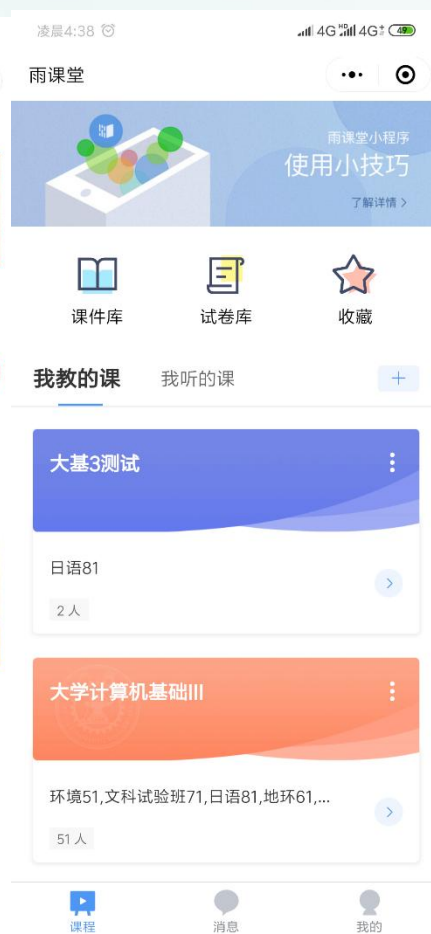 凌晨4:38 4G HD 4G+ 49
雨课堂
雨课堂小程序
使用小技巧
了解详情 >
课件库 试卷库 收藏
我教的课 我听的课 +
大基3测试
日语81
2人
大学计算机基础III
环境51,文科试验班71,日语81,地环61,...
51人
课程 消息 我的